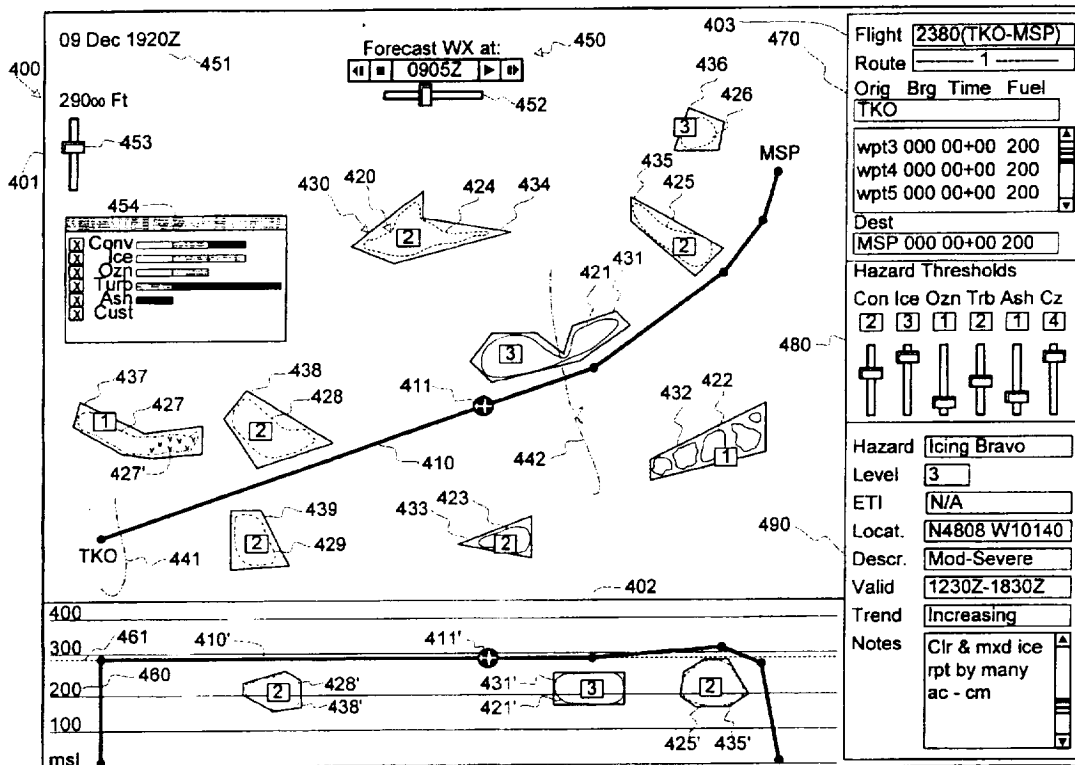 09 Dec 1920Z
451
400
Forecast WX at:
450
0905Z
452
290oo Ft
453
401
403
470
436
426
3
MSP
435
425
2
430
420
424
434
2
454
X Conv
X Ice
X Ozn
X Turb
X Ash
X Cust
421
431
3
480
437
427
1
427'
438
428
2
411
410
442
432
422
1
439
429
2
433
423
2
490
TKO
441
402
400
300
200
100
msl
461
460
410'
411'
2
428'
438'
431'
421'
3
2
425'
435'
Flight 2380(TKO-MSP)
Route 1
Orig Brg Time Fuel
TKO
wpt3 000 00+00 200
wpt4 000 00+00 200
wpt5 000 00+00 200
Dest
MSP 000 00+00 200
Hazard Thresholds
Con Ice Ozn Trb Ash Cz
2 3 1 2 1 4
Hazard Icing Bravo
Level 3
ETI N/A
Locat. N4808 W10140
Descr. Mod-Severe
Valid 1230Z-1830Z
Trend Increasing
Notes Clr & mxd ice
rpt by many
ac - cm